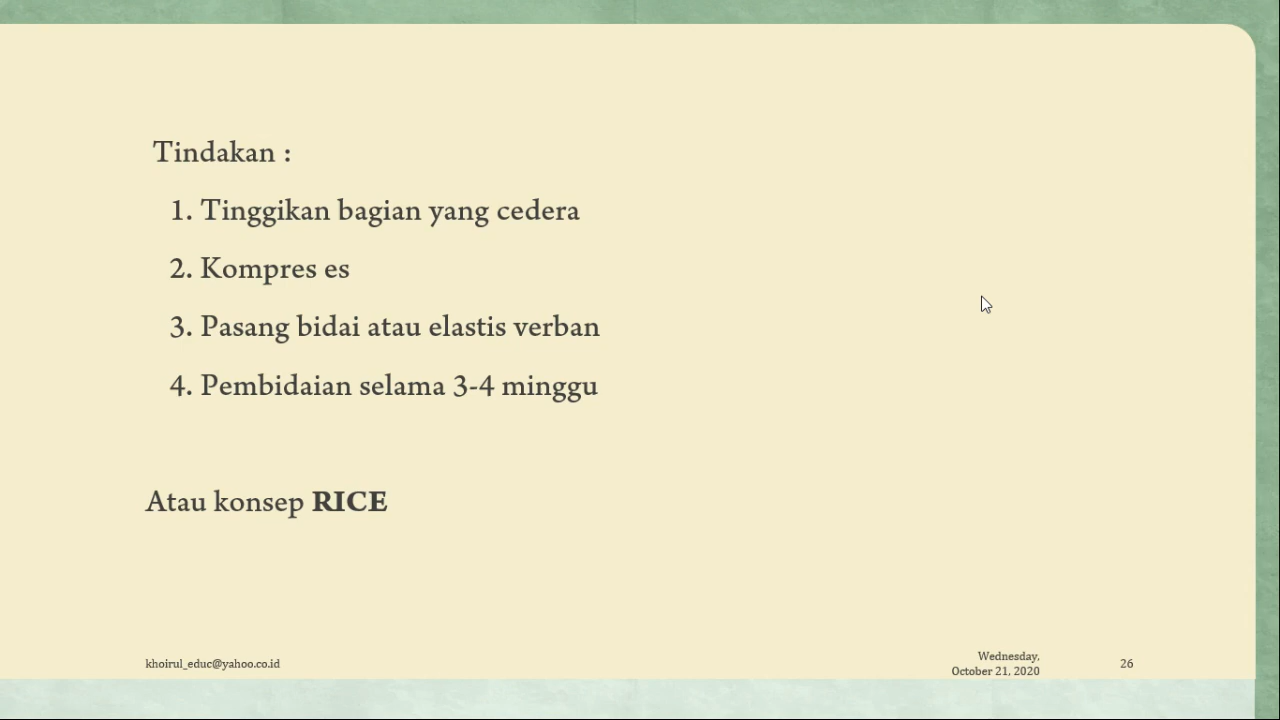 Tindakan :
1. Tinggikan bagian yang cedera
2. Kompres es
3. Pasang bidai atau elastis verban
4. Pembidaian selama 3-4 minggu
Atau konsep RICE
khoirul_educ@yahoo.co.id
Wednesday,
October 21, 2020
26